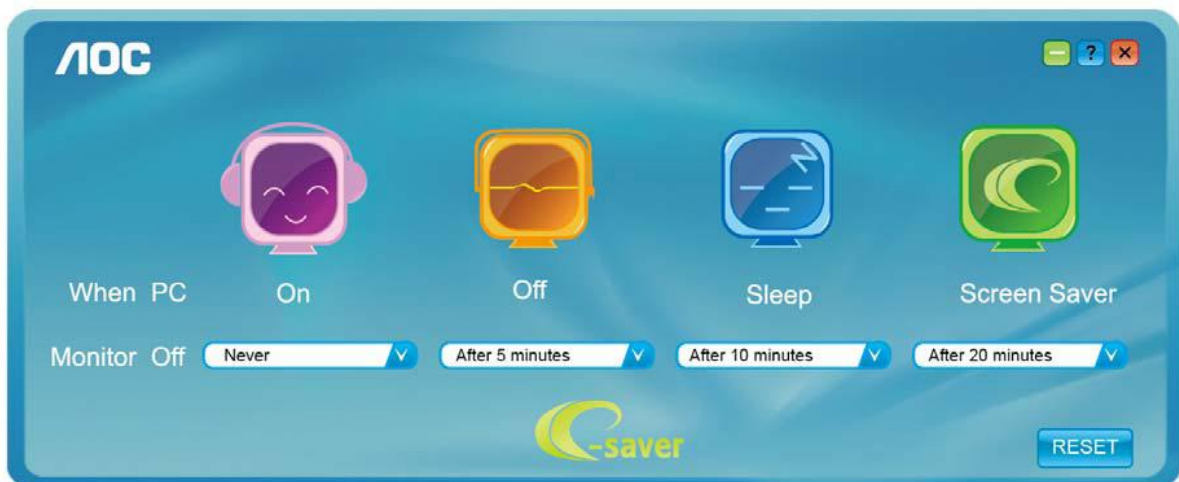 AOC
?
When PC On Off Sleep Screen Saver
Monitor Off Never After 5 minutes After 10 minutes After 20 minutes
e-saver
RESET